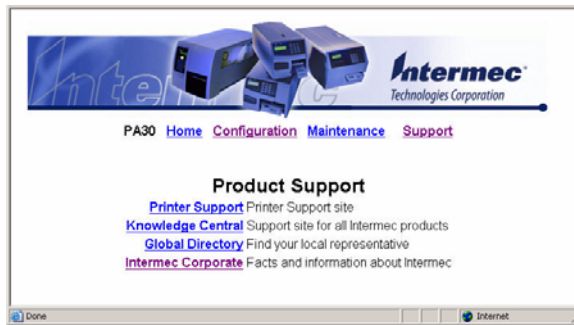 Intermec
Intermec
Technologies Corporation
PA30 Home Configuration Maintenance Support
Product Support
Printer Support Printer Support site
Knowledge Central Support site for all Intermec products
Global Directory Find your local representative
Intermec Corporate Facts and information about Intermec
Done Internet